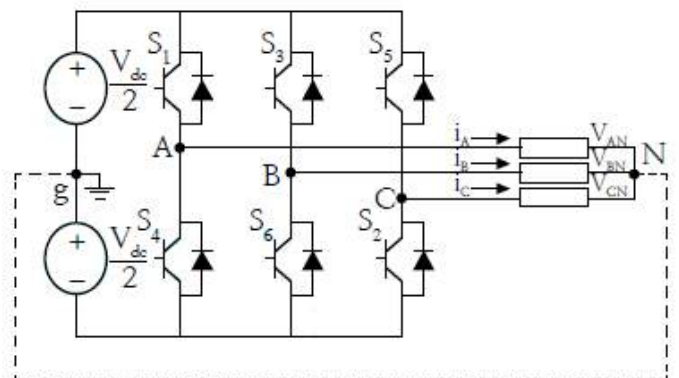 S1 S3 S5
+ Vdc/2
−
A
iA VAN
iB VBN N
B
iC VCN
C
g
S4 S6 S2
+ Vdc/2
−